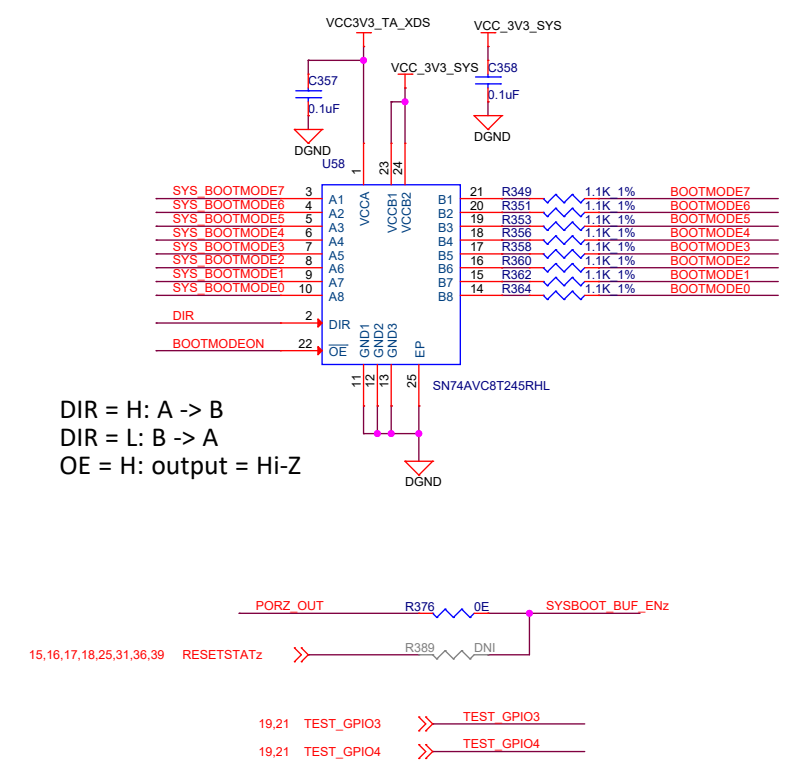 VCC3V3_TA_XDS
VCC_3V3_SYS
VCC_3V3_SYS
C357
0.1uF
C358
0.1uF
DGND
DGND
U58
1
23
24
SYS_BOOTMODE7 3 A1 VCCA VCCB1 VCCB2 B1 21 R349 1.1K_1% BOOTMODE7
SYS_BOOTMODE6 4 A2 B2 20 R351 1.1K_1% BOOTMODE6
SYS_BOOTMODE5 5 A3 B3 19 R353 1.1K_1% BOOTMODE5
SYS_BOOTMODE4 6 A4 B4 18 R356 1.1K_1% BOOTMODE4
SYS_BOOTMODE3 7 A5 B5 17 R358 1.1K_1% BOOTMODE3
SYS_BOOTMODE2 8 A6 B6 16 R360 1.1K_1% BOOTMODE2
SYS_BOOTMODE1 9 A7 B7 15 R362 1.1K_1% BOOTMODE1
SYS_BOOTMODE0 10 A8 B8 14 R364 1.1K_1% BOOTMODE0
DIR 2 DIR
BOOTMODEON 22 OE
GND1 GND2 GND3 EP
11 12 13 25
SN74AVC8T245RHL
DIR = H: A -> B
DIR = L: B -> A
OE = H: output = Hi-Z
DGND
PORZ_OUT R376 0E SYSBOOT_BUF_ENz
15,16,17,18,25,31,36,39 RESETSTATz R389 DNI
19,21 TEST_GPIO3 TEST_GPIO3
19,21 TEST_GPIO4 TEST_GPIO4